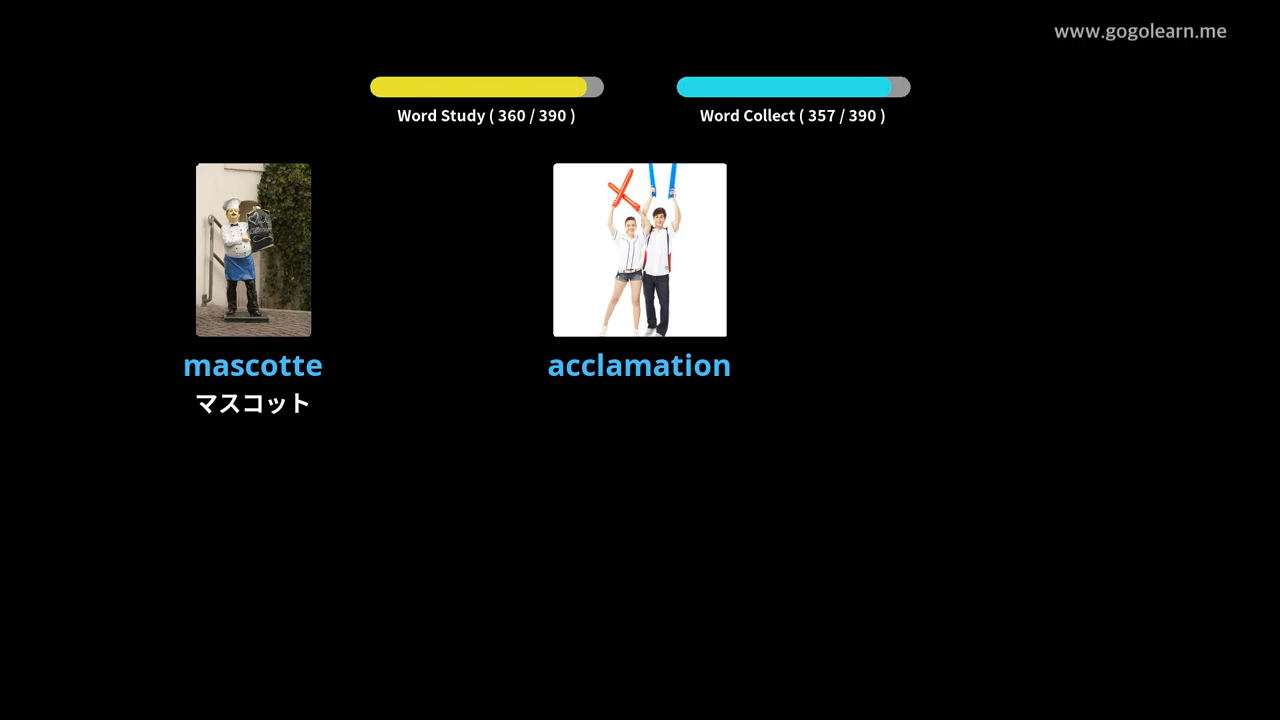 www.gogolearn.me
Word Study ( 360 / 390 )
Word Collect ( 357 / 390 )
mascotte
acclamation
マスコット